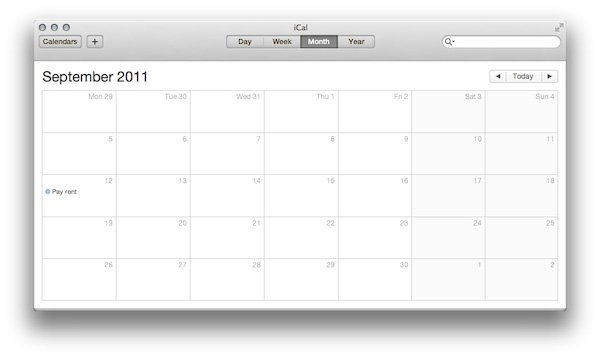 iCal
Calendars + Day Week Month Year
September 2011 Today
Mon 29 Tue 30 Wed 31 Thu 1 Fri 2 Sat 3 Sun 4
5 6 7 8 9 10 11
12 13 14 15 16 17 18
Pay rent
19 20 21 22 23 24 25
26 27 28 29 30 1 2